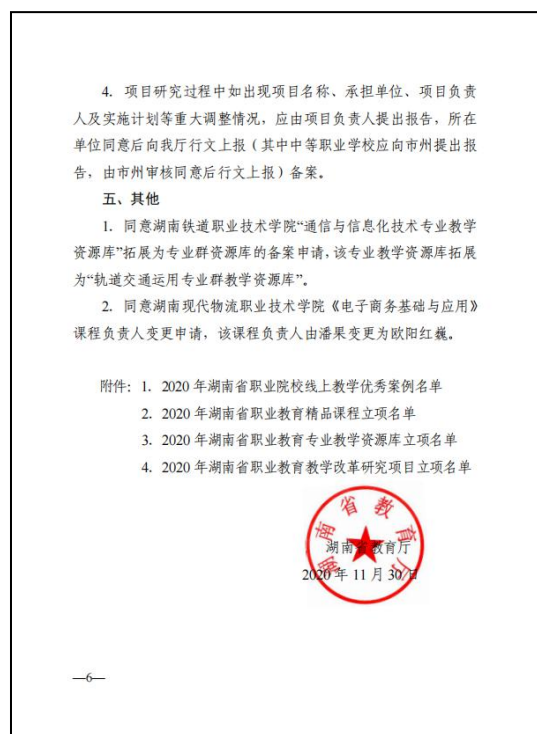 4. 项目研究过程中如出现项目名称、承担单位、项目负责
人及实施计划等重大调整情况，应由项目负责人提出报告，所在
单位同意后向我厅行文上报（其中中等职业学校应向市州提出报
告，由市州审核同意后行文上报）备案。
五、其他
1. 同意湖南铁道职业技术学院“通信与信息化技术专业教学
资源库”拓展为专业群资源库的备案申请，该专业教学资源库拓展
为“轨道交通运用专业群教学资源库”。
2. 同意湖南现代物流职业技术学院《电子商务基础与应用》
课程负责人变更申请，该课程负责人由潘果变更为欧阳红巍。
附件：1. 2020 年湖南省职业院校线上教学优秀案例名单
2. 2020 年湖南省职业教育精品课程立项名单
3. 2020 年湖南省职业教育专业教学资源库立项名单
4. 2020 年湖南省职业教育教学改革研究项目立项名单
湖南省教育厅
湖南省教育厅
2020 年 11 月 30 日
—6—